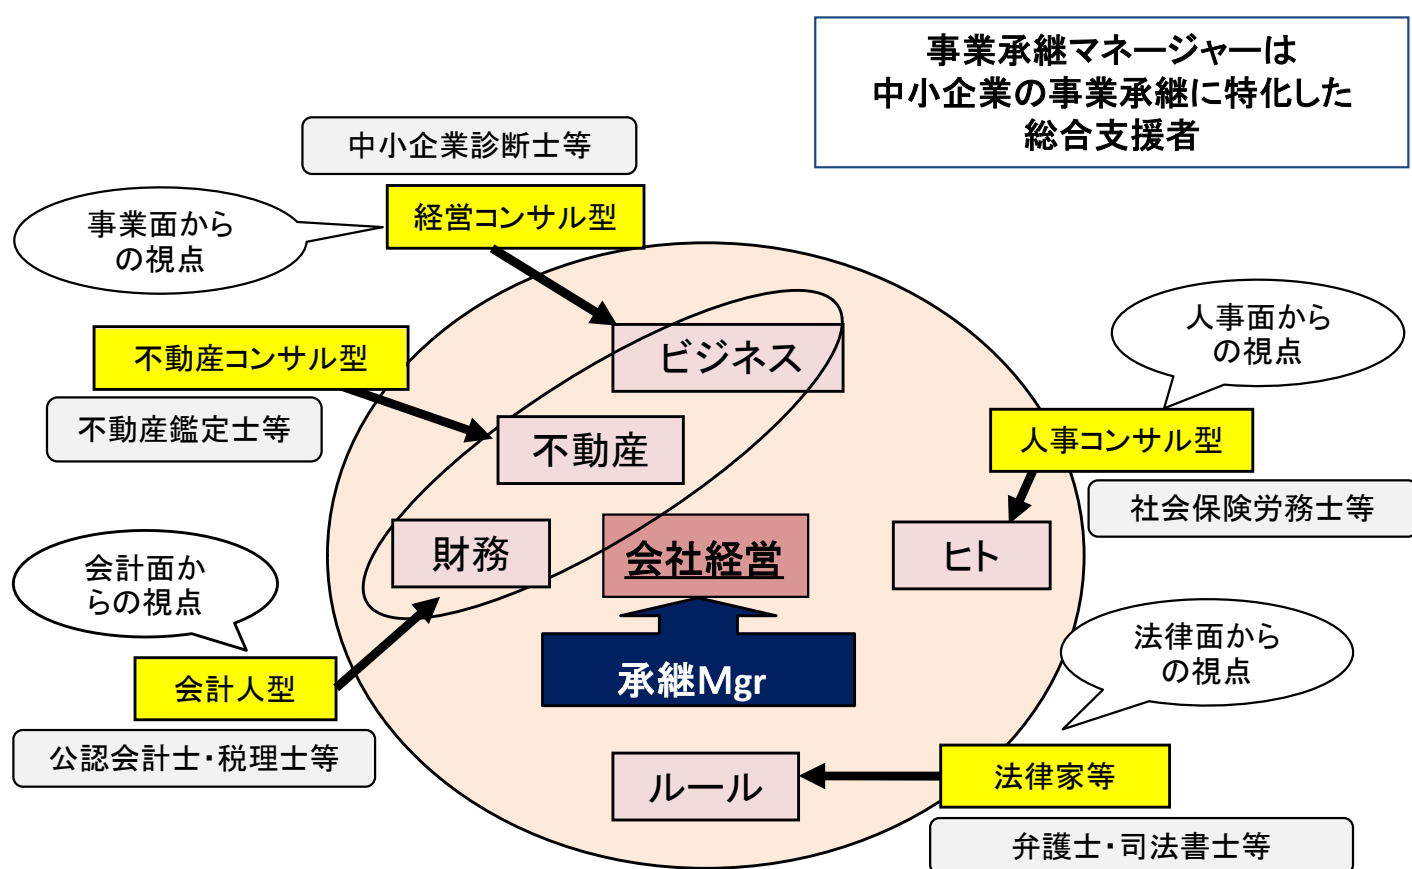 事業承継マネージャーは
中小企業の事業承継に特化した
総合支援者
中小企業診断士等
経営コンサル型
事業面から
の視点
ビジネス
不動産コンサル型
不動産鑑定士等
不動産
人事面から
の視点
人事コンサル型
社会保険労務士等
ヒト
財務
会社経営
承継Mgr
会計面か
らの視点
会計人型
公認会計士・税理士等
法律面から
の視点
法律家等
弁護士・司法書士等
ルール